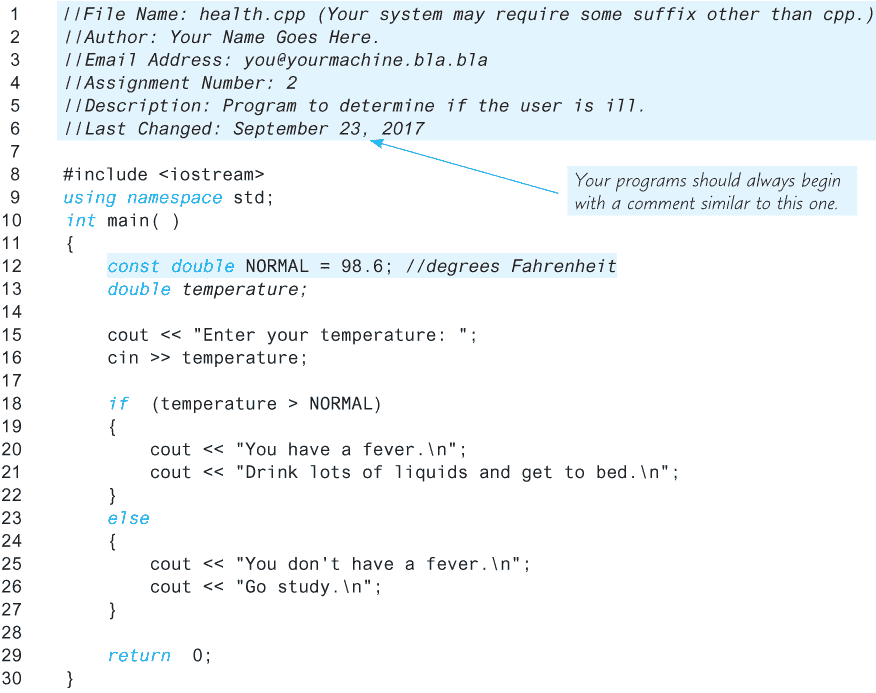 1 //File Name: health.cpp (Your system may require some suffix other than cpp.)
2 //Author: Your Name Goes Here.
3 //Email Address: you@yourmachine.bla.bla
4 //Assignment Number: 2
5 //Description: Program to determine if the user is ill.
6 //Last Changed: September 23, 2017
7
8 #include <iostream>
Your programs should always begin
with a comment similar to this one.
9 using namespace std;
10 int main( )
11 {
12 const double NORMAL = 98.6; //degrees Fahrenheit
13 double temperature;
14
15 cout << "Enter your temperature: ";
16 cin >> temperature;
17
18 if (temperature > NORMAL)
19 {
20 cout << "You have a fever.\n";
21 cout << "Drink lots of liquids and get to bed.\n";
22 }
23 else
24 {
25 cout << "You don't have a fever.\n";
26 cout << "Go study.\n";
27 }
28
29 return 0;
30 }